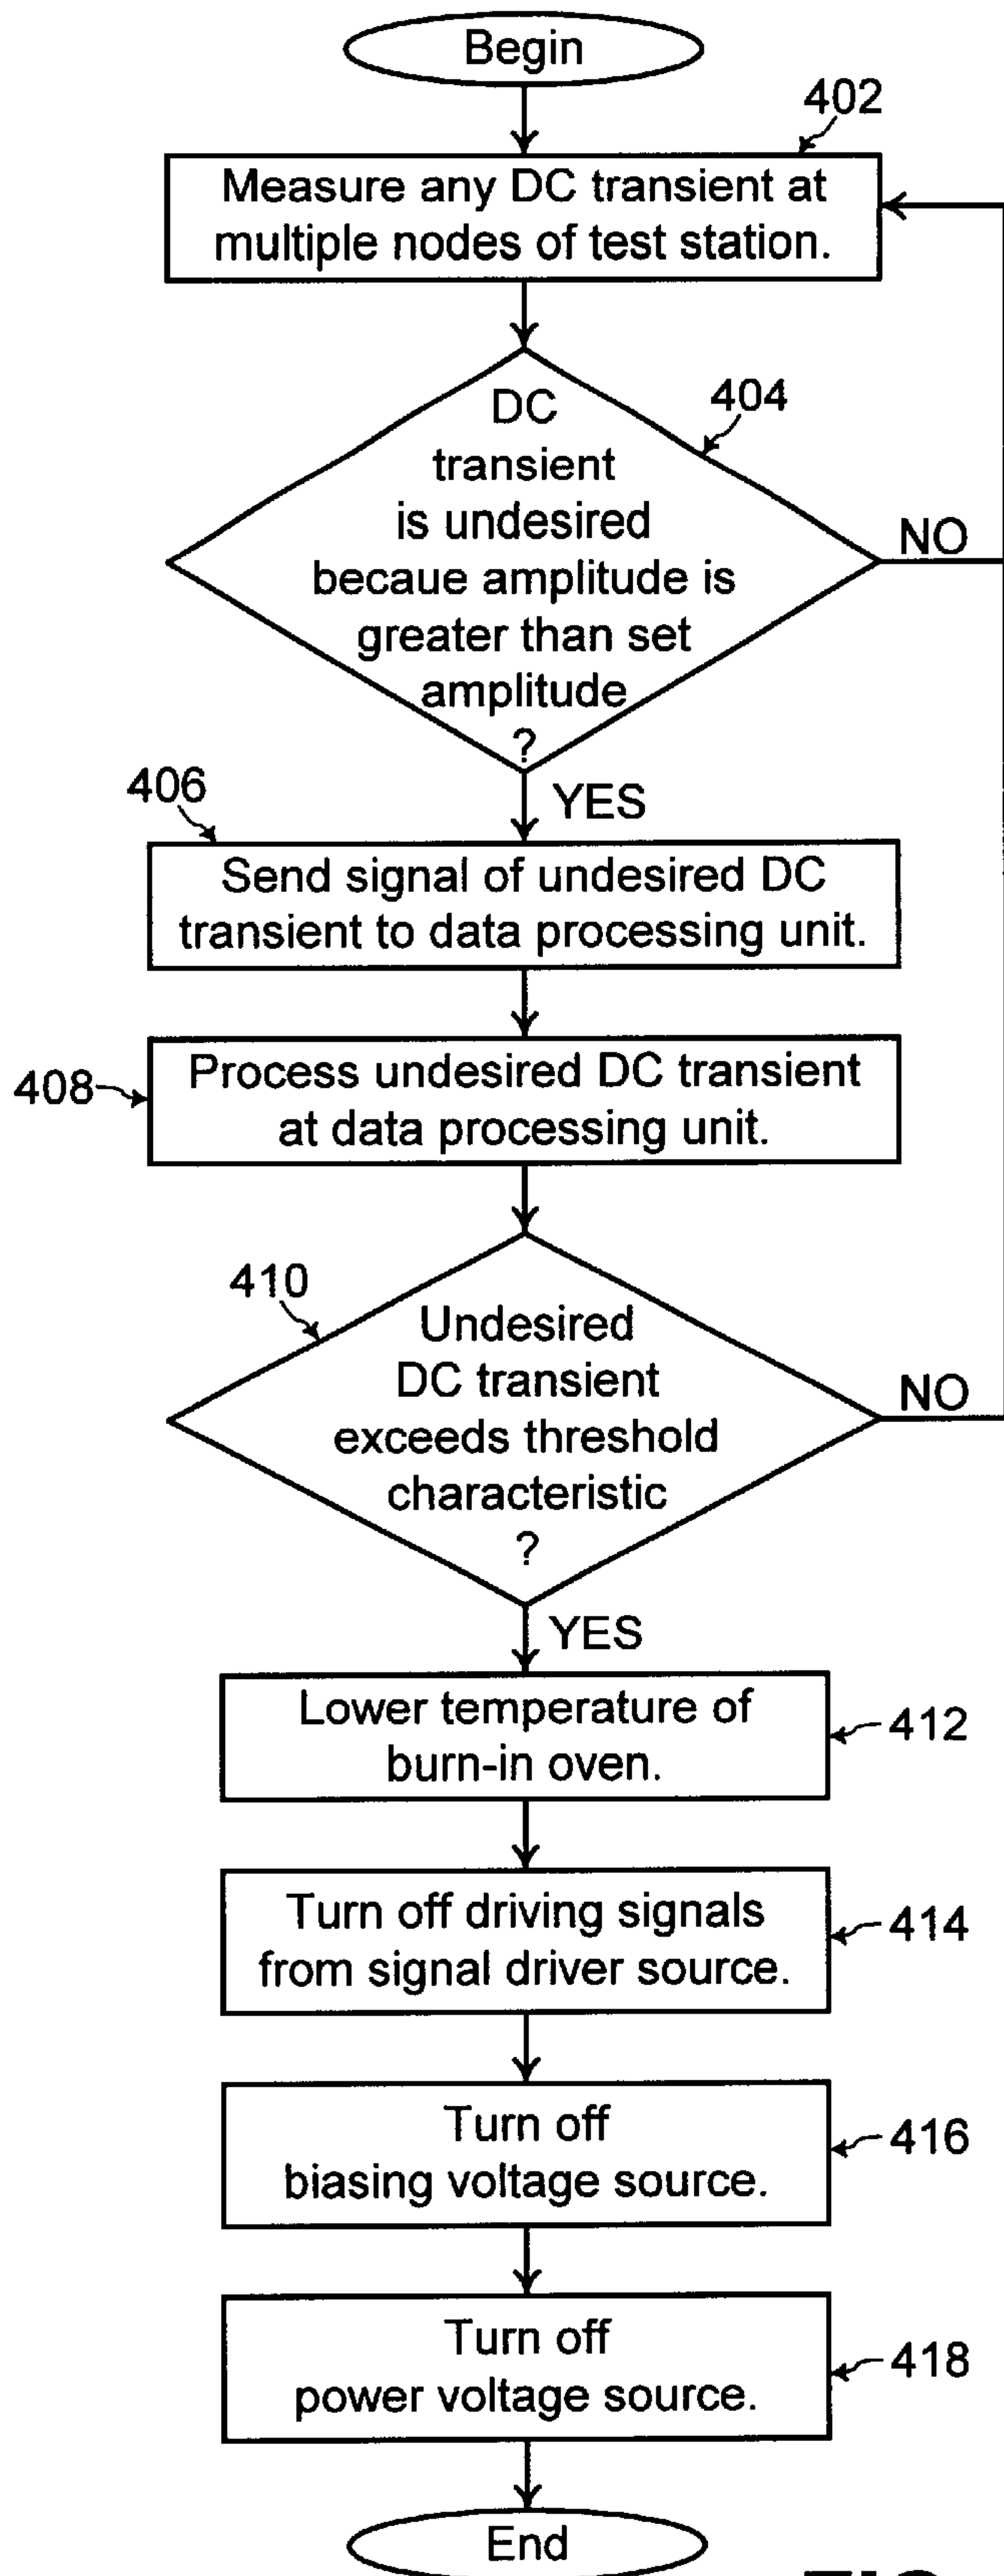 Begin
402
Measure any DC transient at
multiple nodes of test station.
404
DC
transient
is undesired
becaue amplitude is
greater than set
amplitude
?
NO
YES
406
Send signal of undesired DC
transient to data processing unit.
408
Process undesired DC transient
at data processing unit.
410
Undesired
DC transient
exceeds threshold
characteristic
?
NO
YES
Lower temperature of
burn-in oven.
412
Turn off driving signals
from signal driver source.
414
Turn off
biasing voltage source.
416
Turn off
power voltage source.
418
End